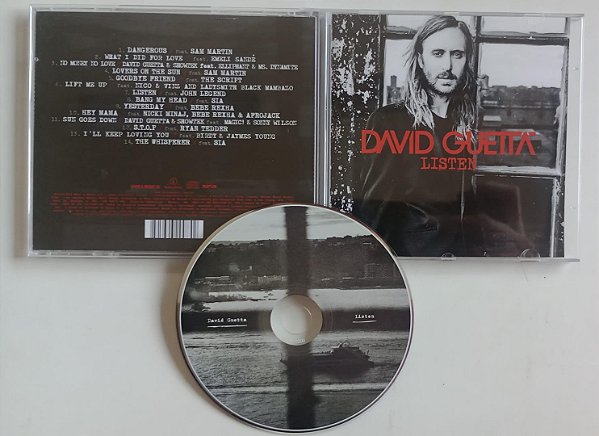 1. DANGEROUS feat. SAM MARTIN
2. WHAT I DID FOR LOVE feat. EMELI SANDÉ
3. NO MONEY NO LOVE DAVID GUETTA & SHOWTEK feat. ELLIPHANT & MS. DYNAMITE
4. LOVERS ON THE SUN feat. SAM MARTIN
5. GOODBYE FRIEND feat. THE SCRIPT
6. LIFT ME UP feat. NICO & VINZ AND LADYSMITH BLACK MAMBAZO
7. LISTEN feat. JOHN LEGEND
8. BANG MY HEAD feat. SIA
9. YESTERDAY feat. BEBE REXHA
10. HEY MAMA feat. NICKI MINAJ, BEBE REXHA & AFROJACK
11. SUN GOES DOWN DAVID GUETTA & SHOWTEK feat. MAGIC! & SONNY WILSON
12. S.T.O.P feat. RYAN TEDDER
13. I'LL KEEP LOVING YOU feat. BIRDY & JAYMES YOUNG
14. THE WHISPERER feat. SIA
DAVID GUETTA
LISTEN
David Guetta Listen